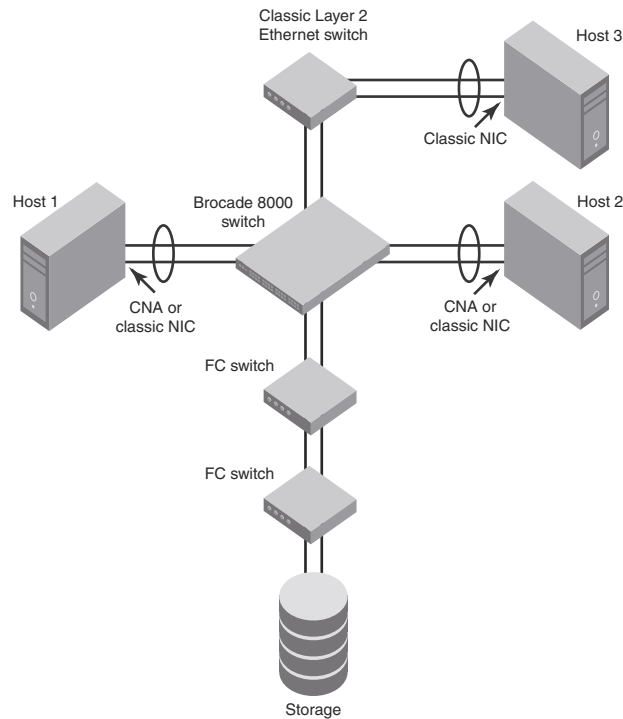 Classic Layer 2
Ethernet switch
Host 3
Classic NIC
Host 1
Brocade 8000
switch
Host 2
CNA or
classic NIC
CNA or
classic NIC
FC switch
FC switch
Storage